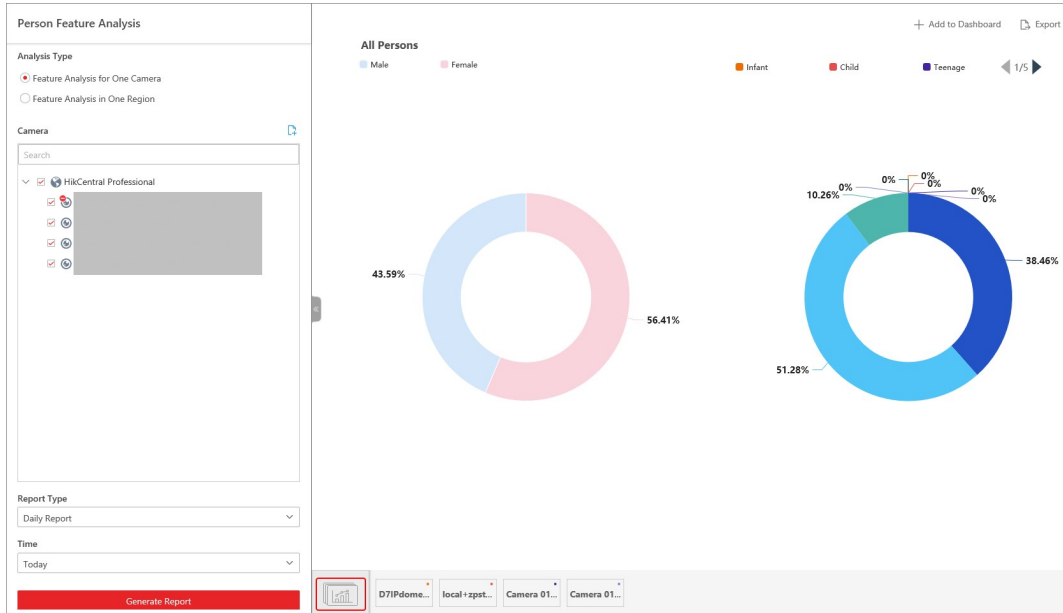 Person Feature Analysis
Analysis Type
Feature Analysis for One Camera
Feature Analysis in One Region
Camera
Search
HikCentral Professional
Report Type
Daily Report
Time
Today
Generate Report
Add to Dashboard
Export
All Persons
Male
Female
Infant
Child
Teenage
1/5
43.59%
56.41%
0%
0%
0%
0%
0%
0%
10.26%
38.46%
51.28%
D7IPdome...
local+zpst...
Camera 01...
Camera 01...